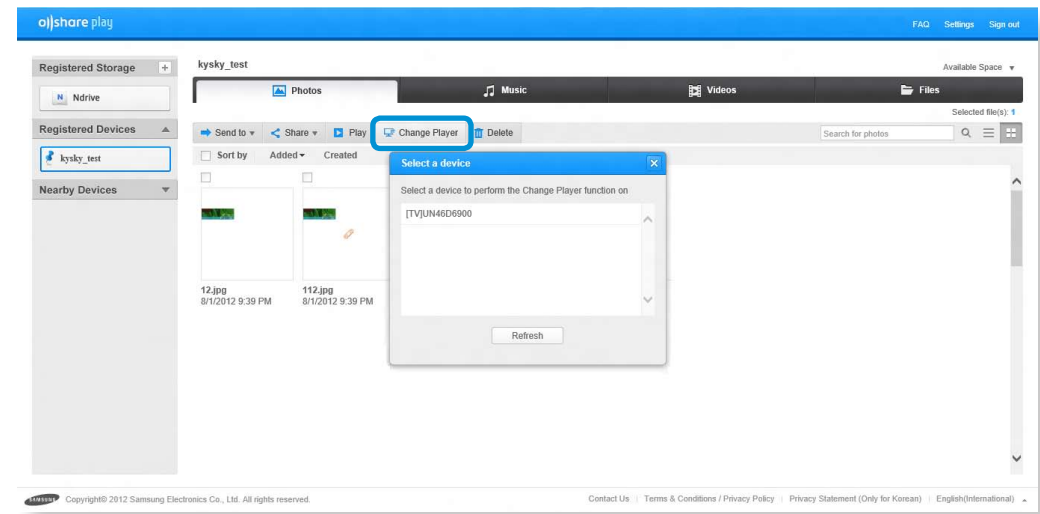 allshare play
FAQ Settings Sign out
kysky_test
Available Space
Registered Storage +
N Ndrive
Photos
Music
Videos
Files
Selected file(s): 1
Registered Devices
Send to Share Play Change Player Delete
Search for photos
kysky_test
Sort by Added Created
Nearby Devices
Select a device
Select a device to perform the Change Player function on
[TV]UN46D6900
Refresh
12.jpg
8/1/2012 9:39 PM
112.jpg
8/1/2012 9:39 PM
SAMSUNG Copyright© 2012 Samsung Electronics Co., Ltd. All rights reserved.
Contact Us | Terms & Conditions / Privacy Policy | Privacy Statement (Only for Korean) | English(International)